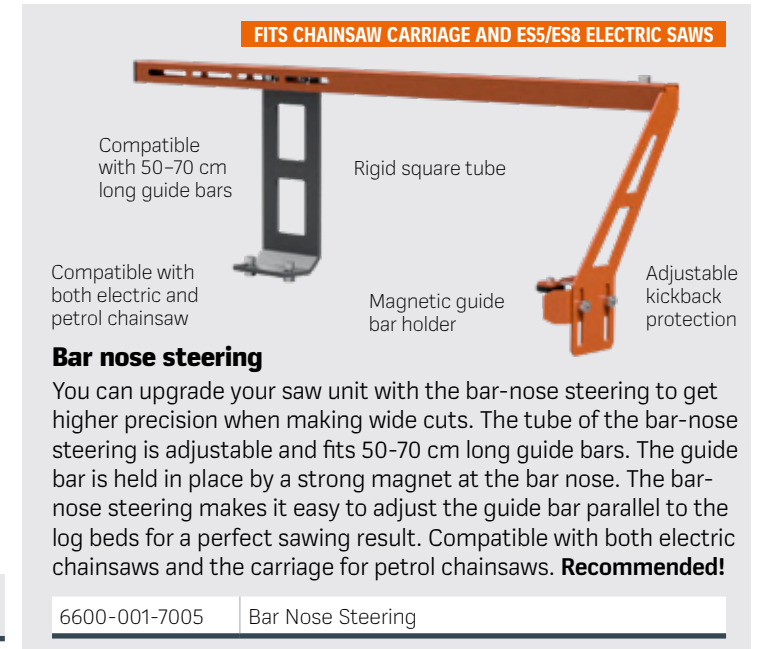 FITS CHAINSAW CARRIAGE AND ES5/ES8 ELECTRIC SAWS
Compatible
with 50–70 cm
long guide bars
Rigid square tube
Compatible with
both electric and
petrol chainsaw
Magnetic guide
bar holder
Adjustable
kickback
protection
Bar nose steering
You can upgrade your saw unit with the bar-nose steering to get
higher precision when making wide cuts. The tube of the bar-nose
steering is adjustable and fits 50-70 cm long guide bars. The guide
bar is held in place by a strong magnet at the bar nose. The bar-
nose steering makes it easy to adjust the guide bar parallel to the
log beds for a perfect sawing result. Compatible with both electric
chainsaws and the carriage for petrol chainsaws. Recommended!
6600-001-7005 Bar Nose Steering